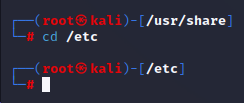 ┌──(root㉿kali)-[/usr/share]
└─# cd /etc
┌──(root㉿kali)-[/etc]
└─#